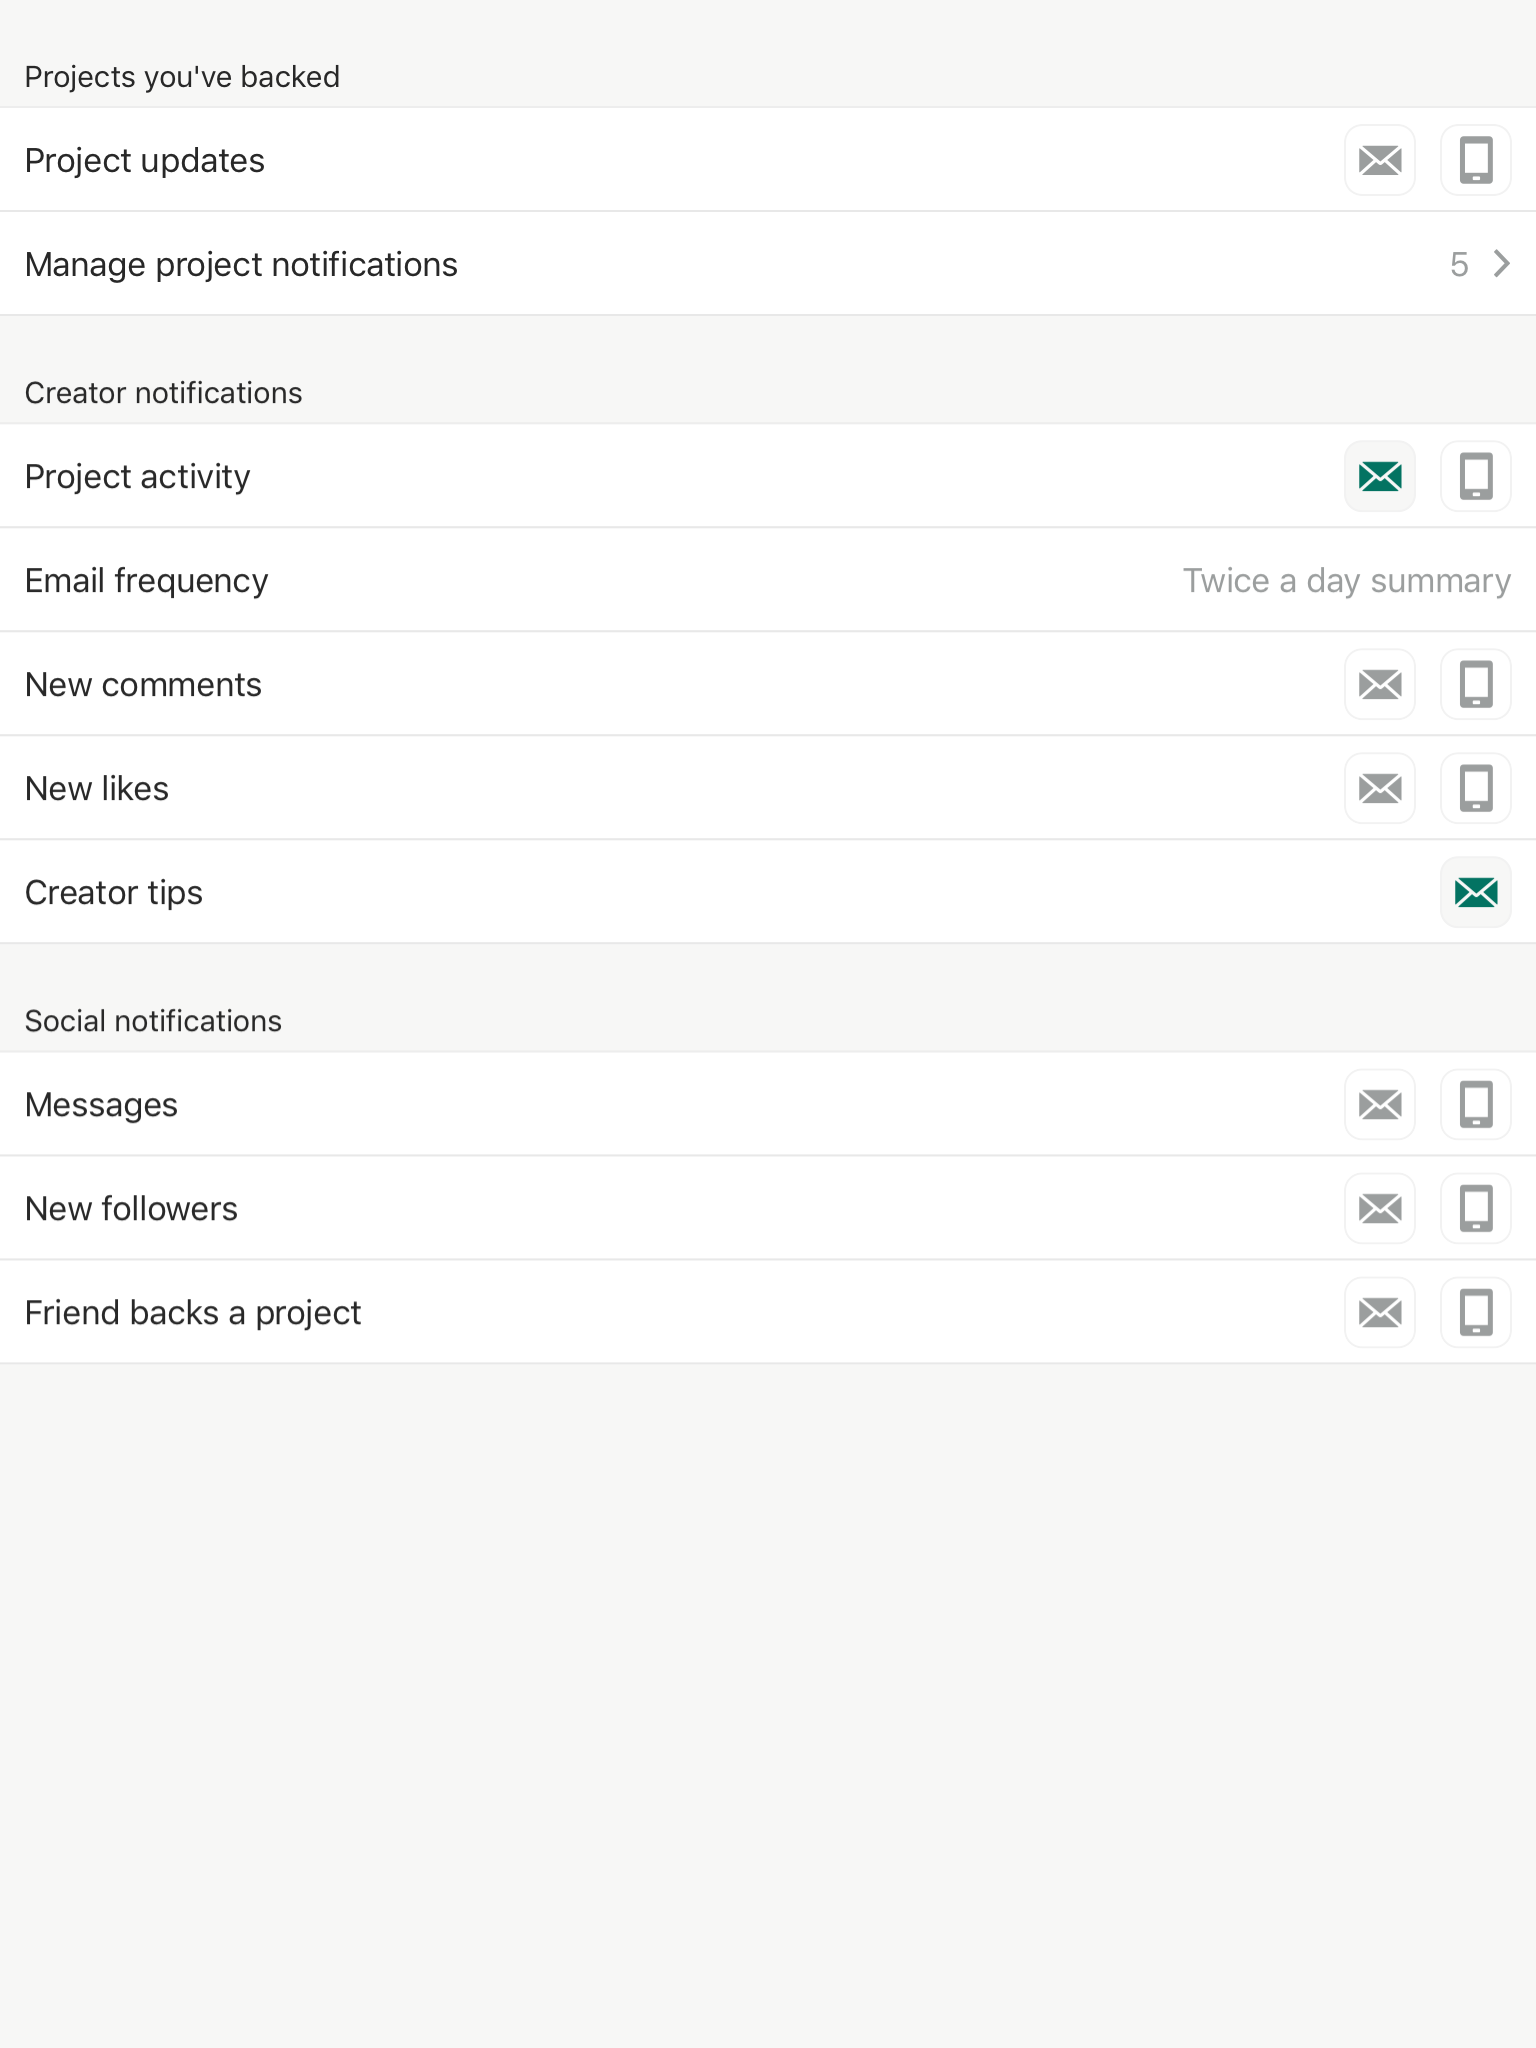 Projects you've backed
Project updates
Manage project notifications 5
Creator notifications
Project activity
Email frequency Twice a day summary
New comments
New likes
Creator tips
Social notifications
Messages
New followers
Friend backs a project